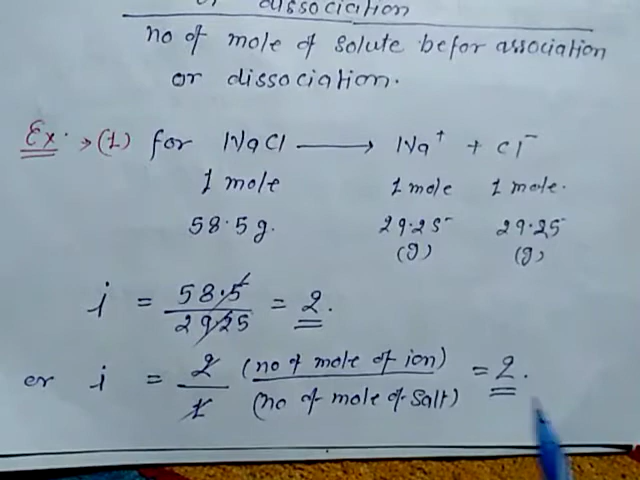 dissociation
no of mole of solute befor association
or dissociation.
Ex. → (1) for NaCl → Na⁺ + Cl⁻
1 mole 1 mole 1 mole.
58.5 g. 29.25 29.25
(g) (g)
i = 58.5 / 29.25 = 2.
or i = 2 / 1 (no of mole of ion) / (no of mole of salt) = 2.